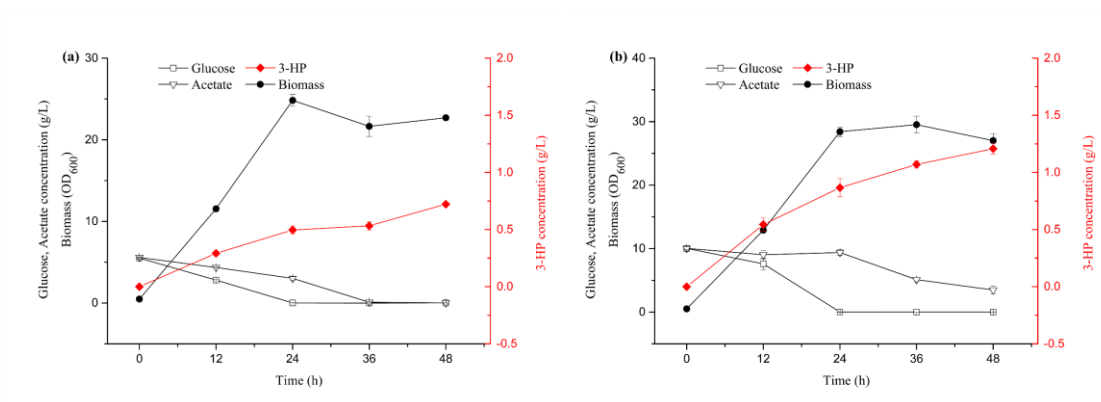 (a)
Glucose
3-HP
Acetate
Biomass
30
20
10
0
2.0
1.5
1.0
0.5
0.0
-0.5
0 12 24 36 48
Time (h)
Glucose, Acetate concentration (g/L)
Biomass (OD600)
3-HP concentration (g/L)
(b)
Glucose
3-HP
Acetate
Biomass
40
30
20
10
0
2.0
1.5
1.0
0.5
0.0
-0.5
0 12 24 36 48
Time (h)
Glucose, Acetate concentration (g/L)
Biomass (OD600)
3-HP concentration (g/L)